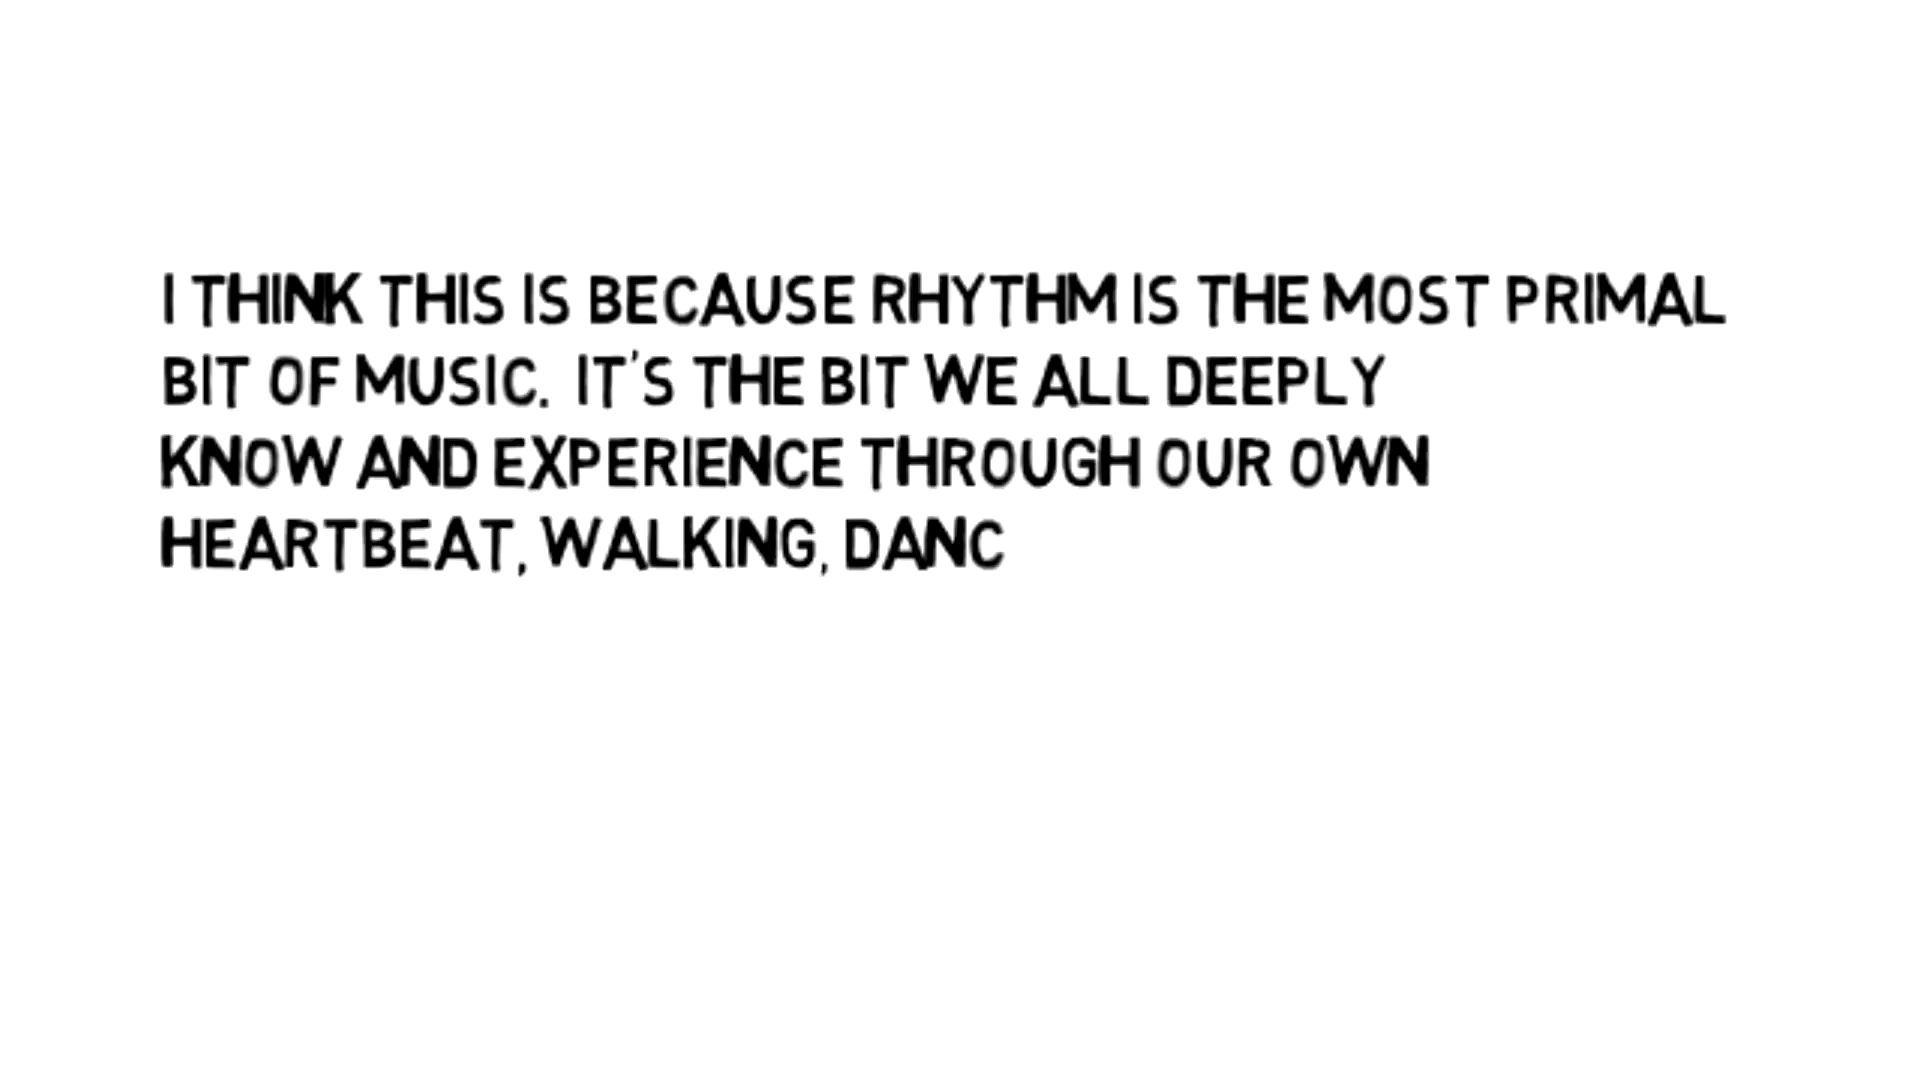 I THINK THIS IS BECAUSE RHYTHM IS THE MOST PRIMAL
BIT OF MUSIC. IT'S THE BIT WE ALL DEEPLY
KNOW AND EXPERIENCE THROUGH OUR OWN
HEARTBEAT, WALKING, DANC